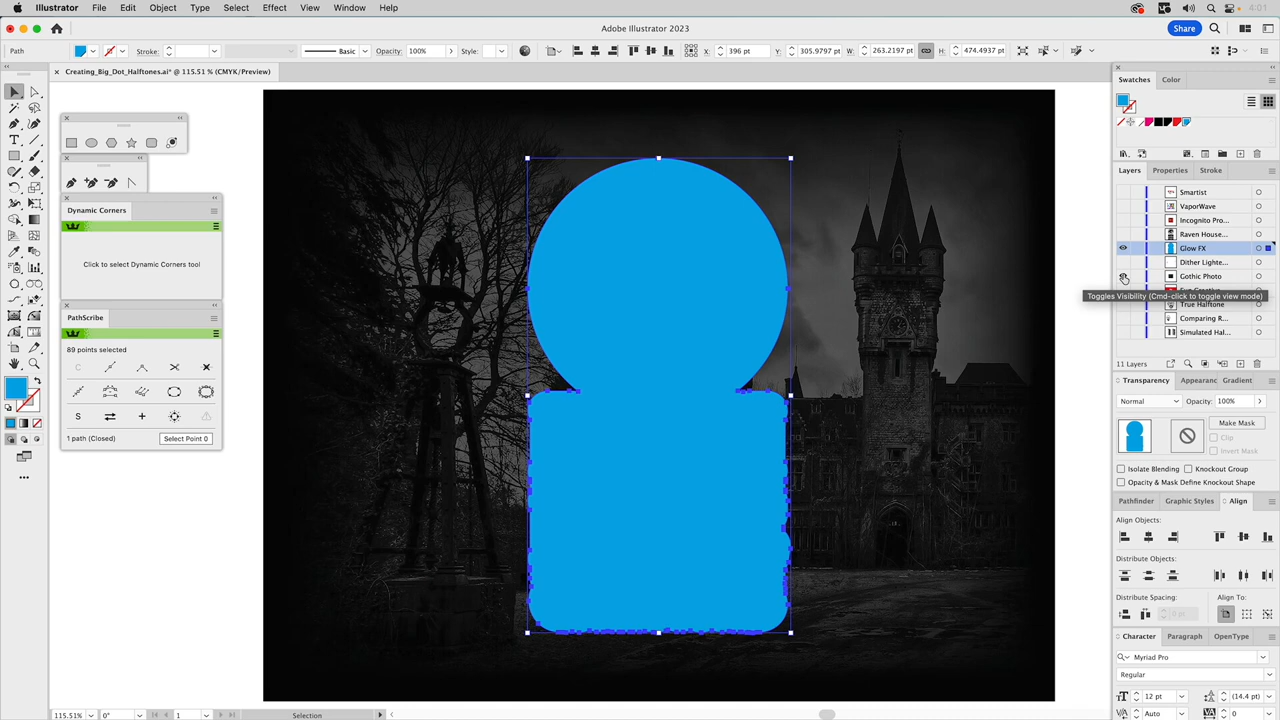 Illustrator File Edit Object Type Select Effect View Window Help 4:01
Adobe Illustrator 2023 Share
Path Stroke: Basic Opacity: 100% Style: X: 396 pt Y: 305.9797 pt W: 263.2197 pt H: 474.4937 pt
Creating_Big_Dot_Halftones.ai* @ 115.51 % (CMYK/Preview)
Swatches Color
Layers Properties Stroke
Smartist
VaporWave
Incognito Pro...
Raven House...
Glow FX
Dither Lighte...
Gothic Photo
Toggles Visibility (Cmd-click to toggle view mode)
True Halftone
Comparing R...
Simulated Hal...
11 Layers
Dynamic Corners
Click to select Dynamic Corners tool
PathScribe
89 points selected
C
S
1 path (Closed) Select Point 0
Transparency Appearanc Gradient
Normal Opacity: 100%
Make Mask
Clip
Invert Mask
Isolate Blending Knockout Group
Opacity & Mask Define Knockout Shape
Pathfinder Graphic Styles Align
Align Objects:
Distribute Objects:
Distribute Spacing: Align To:
0 pt
Character Paragraph OpenType
Myriad Pro
Regular
12 pt (14.4 pt)
Auto 0
115.51% 0° 1 Selection